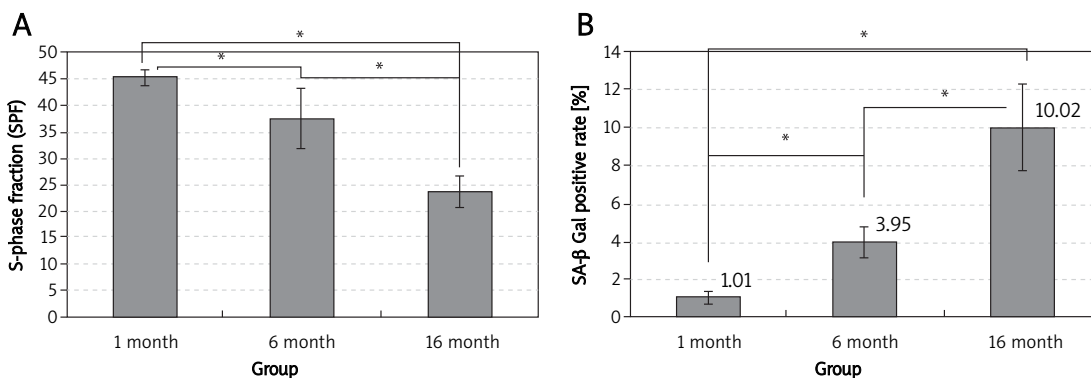 A
S-phase fraction (SPF)
50
45
40
35
30
25
20
15
10
5
0
*
*
*
1 month
6 month
16 month
Group
B
SA-β Gal positive rate [%]
14
12
10
8
6
4
2
0
*
*
*
1.01
3.95
10.02
1 month
6 month
16 month
Group